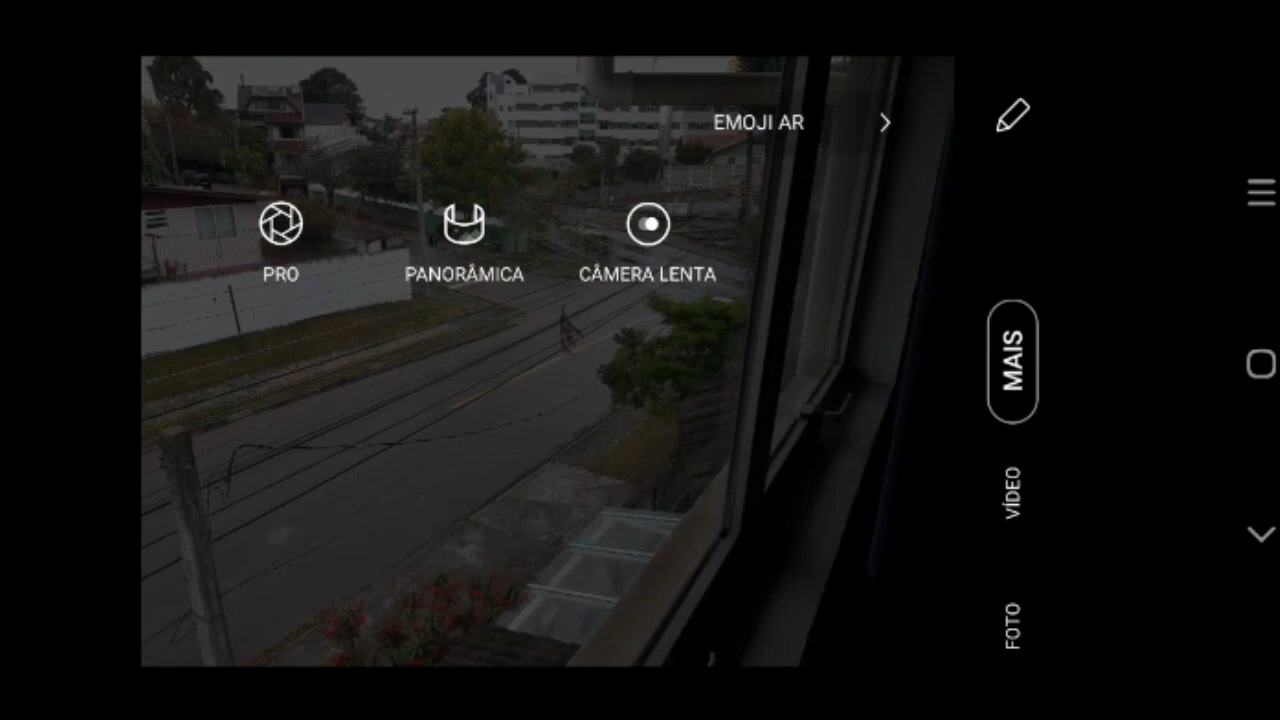 EMOJI AR
PRO
PANORÂMICA
CÂMERA LENTA
MAIS
VÍDEO
FOTO